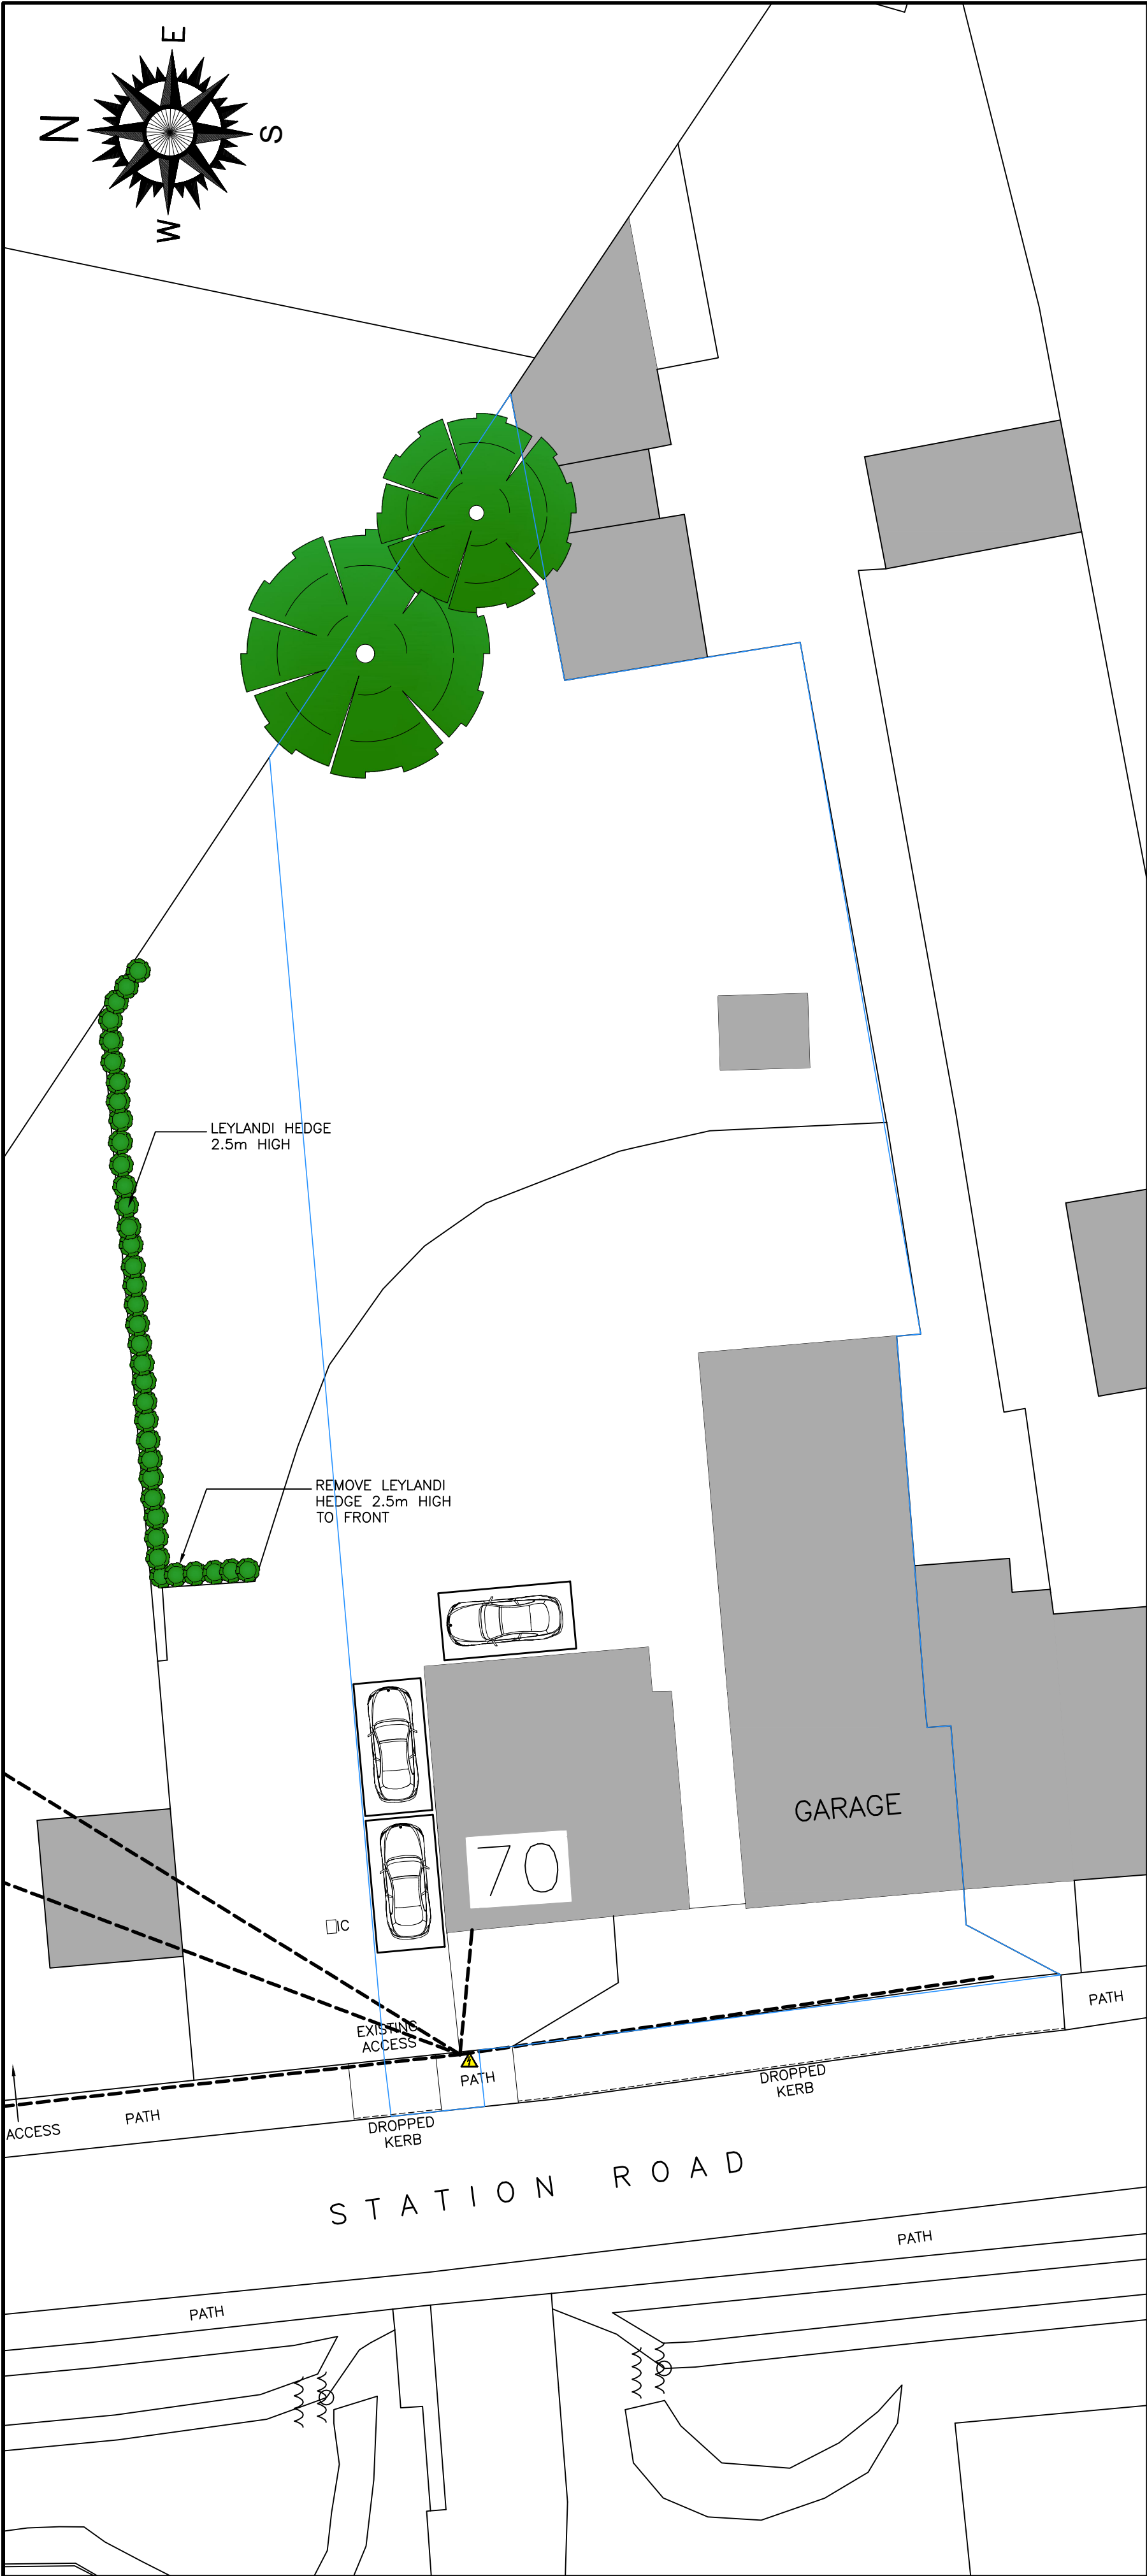 E
N
S
W
LEYLANDI HEDGE
2.5m HIGH
REMOVE LEYLANDI
HEDGE 2.5m HIGH
TO FRONT
GARAGE
70
IC
EXISTING
ACCESS
PATH
PATH
DROPPED
KERB
PATH
ACCESS
DROPPED
KERB
STATION ROAD
PATH
PATH